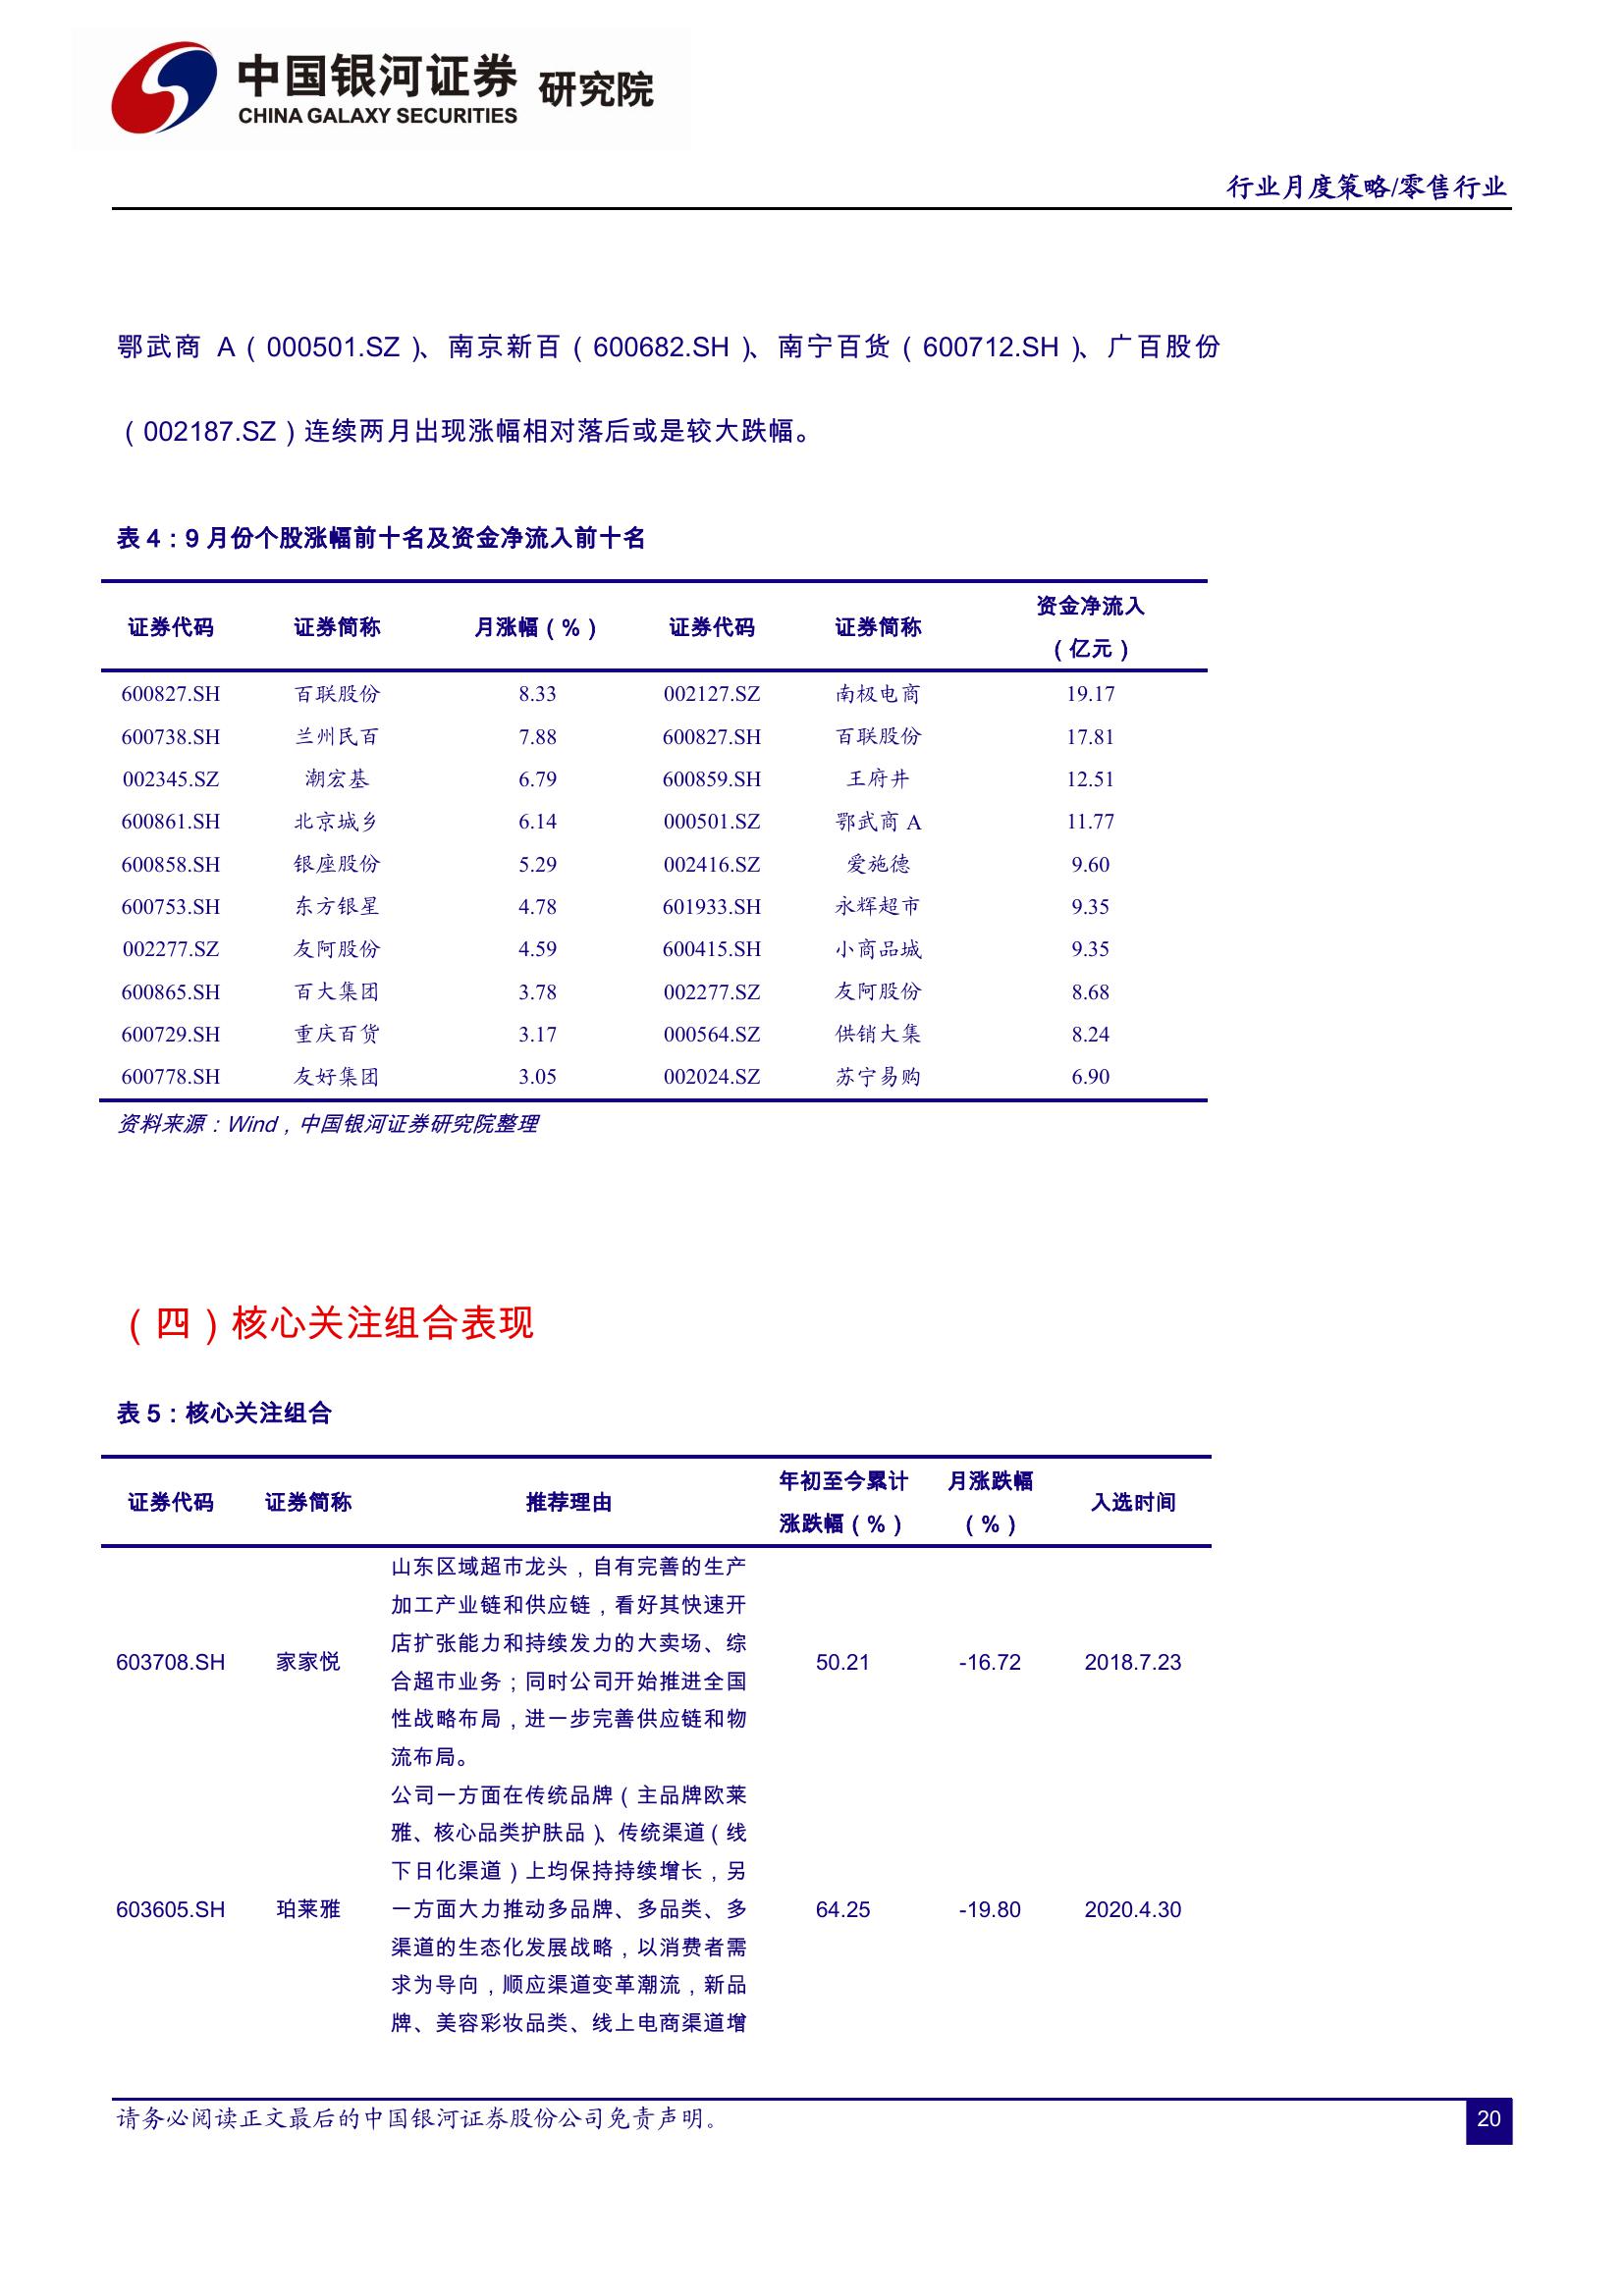 中国银河证券 研究院
CHINA GALAXY SECURITIES
行业月度策略/零售行业
鄂武商 A（000501.SZ）、南京新百（600682.SH）、南宁百货（600712.SH）、广百股份
（002187.SZ）连续两月出现涨幅相对落后或是较大跌幅。
表 4：9 月份个股涨幅前十名及资金净流入前十名
证券代码 证券简称 月涨幅（%） 证券代码 证券简称 资金净流入（亿元）
600827.SH 百联股份 8.33 002127.SZ 南极电商 19.17
600738.SH 兰州民百 7.88 600827.SH 百联股份 17.81
002345.SZ 潮宏基 6.79 600859.SH 王府井 12.51
600861.SH 北京城乡 6.14 000501.SZ 鄂武商 A 11.77
600858.SH 银座股份 5.29 002416.SZ 爱施德 9.60
600753.SH 东方银星 4.78 601933.SH 永辉超市 9.35
002277.SZ 友阿股份 4.59 600415.SH 小商品城 9.35
600865.SH 百大集团 3.78 002277.SZ 友阿股份 8.68
600729.SH 重庆百货 3.17 000564.SZ 供销大集 8.24
600778.SH 友好集团 3.05 002024.SZ 苏宁易购 6.90
资料来源：Wind，中国银河证券研究院整理
（四）核心关注组合表现
表 5：核心关注组合
证券代码 证券简称 推荐理由 年初至今累计涨跌幅（%） 月涨跌幅（%） 入选时间
山东区域超市龙头，自有完善的生产
加工产业链和供应链，看好其快速开
店扩张能力和持续发力的大卖场、综
603708.SH 家家悦 合超市业务；同时公司开始推进全国 50.21 -16.72 2018.7.23
性战略布局，进一步完善供应链和物
流布局。
公司一方面在传统品牌（主品牌欧莱
雅、核心品类护肤品）、传统渠道（线
下日化渠道）上均保持持续增长，另
603605.SH 珀莱雅 一方面大力推动多品牌、多品类、多 64.25 -19.80 2020.4.30
渠道的生态化发展战略，以消费者需
求为导向，顺应渠道变革潮流，新品
牌、美容彩妆品类、线上电商渠道增
请务必阅读正文最后的中国银河证券股份公司免责声明。
20